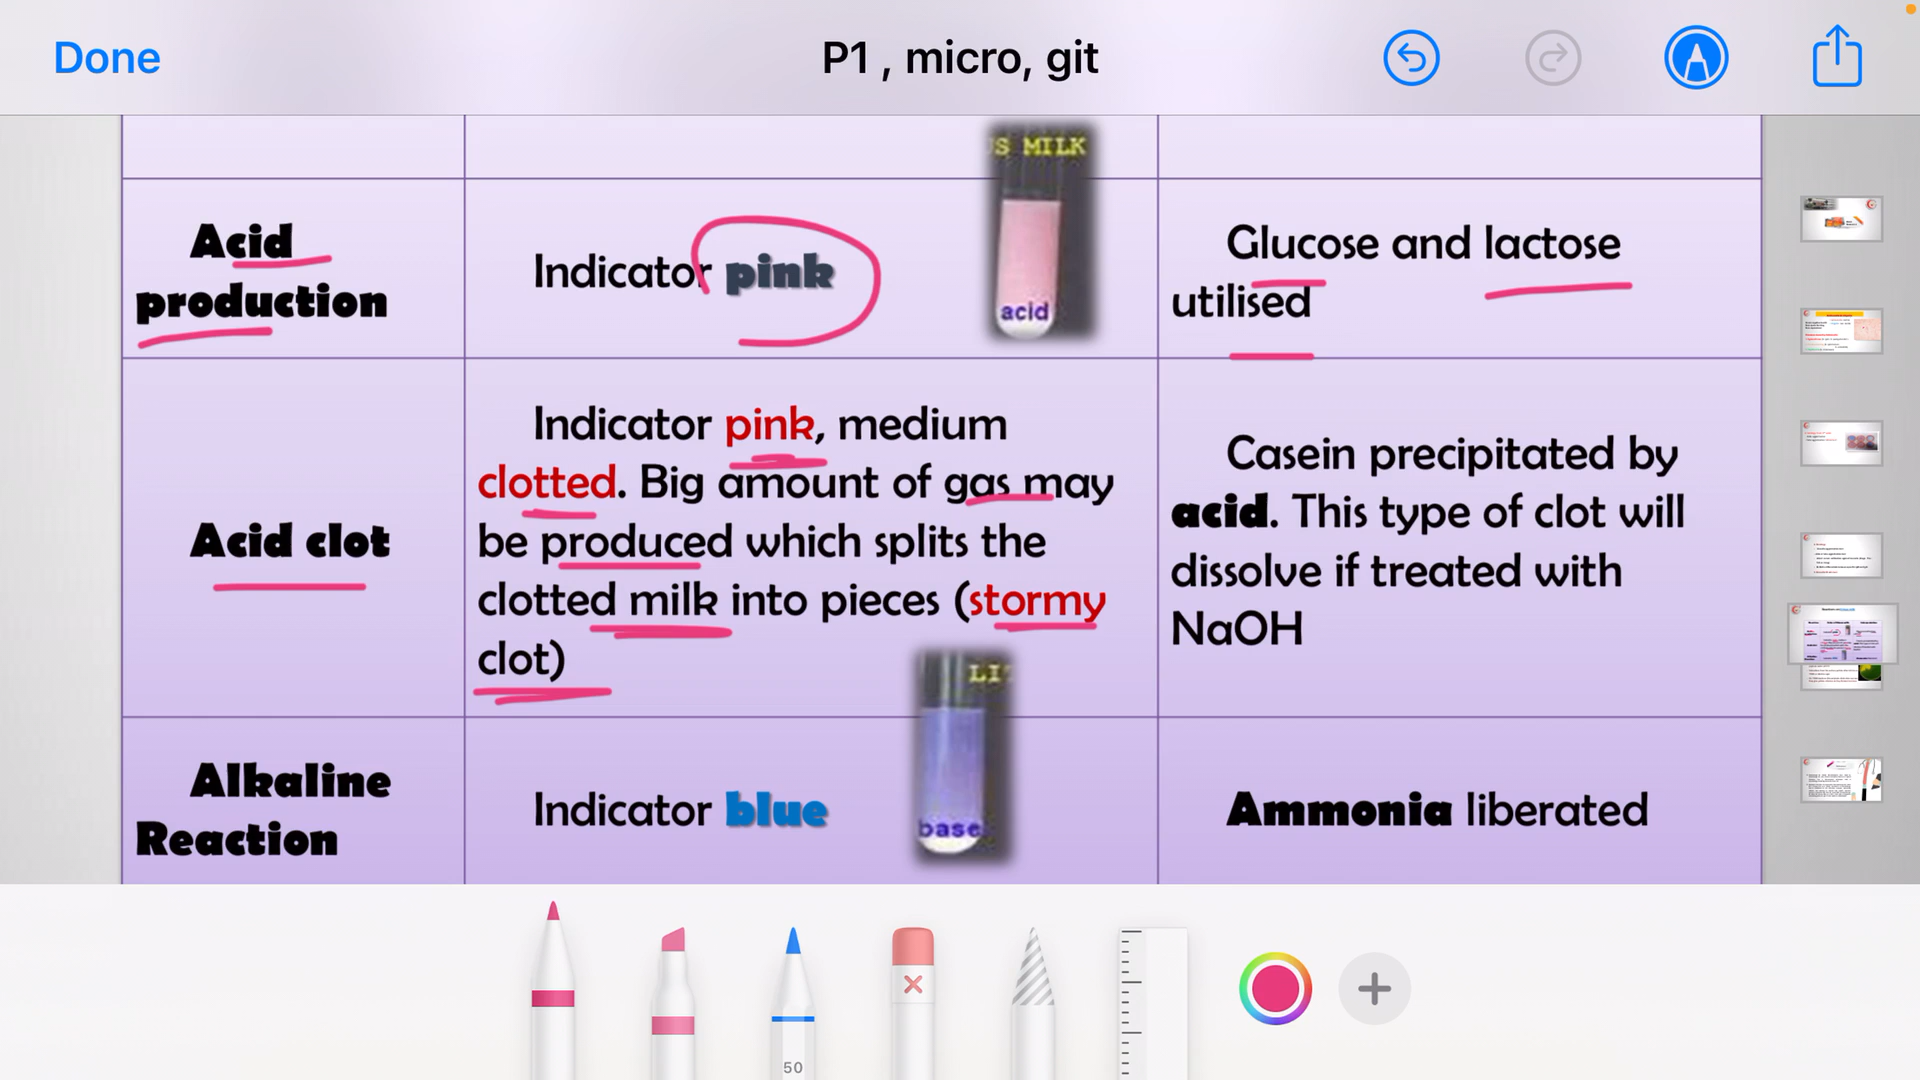 Done
P1 , micro, git
US MILK
Acid
production
Indicator pink
acid
Glucose and lactose
utilised
Acid clot
Indicator pink, medium
clotted. Big amount of gas may
be produced which splits the
clotted milk into pieces (stormy
clot)
Casein precipitated by
acid. This type of clot will
dissolve if treated with
NaOH
LIT
Alkaline
Reaction
Indicator blue
base
Ammonia liberated
50